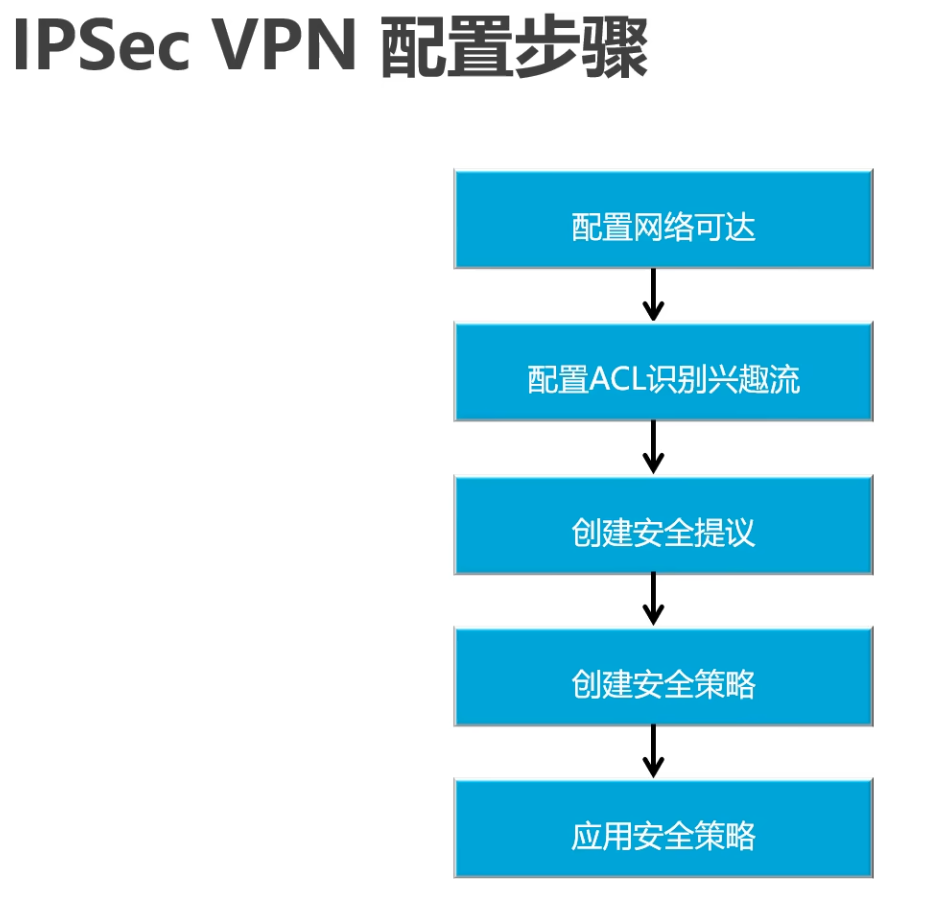 IPSec VPN 配置步骤
配置网络可达
配置ACL识别兴趣流
创建安全提议
创建安全策略
应用安全策略